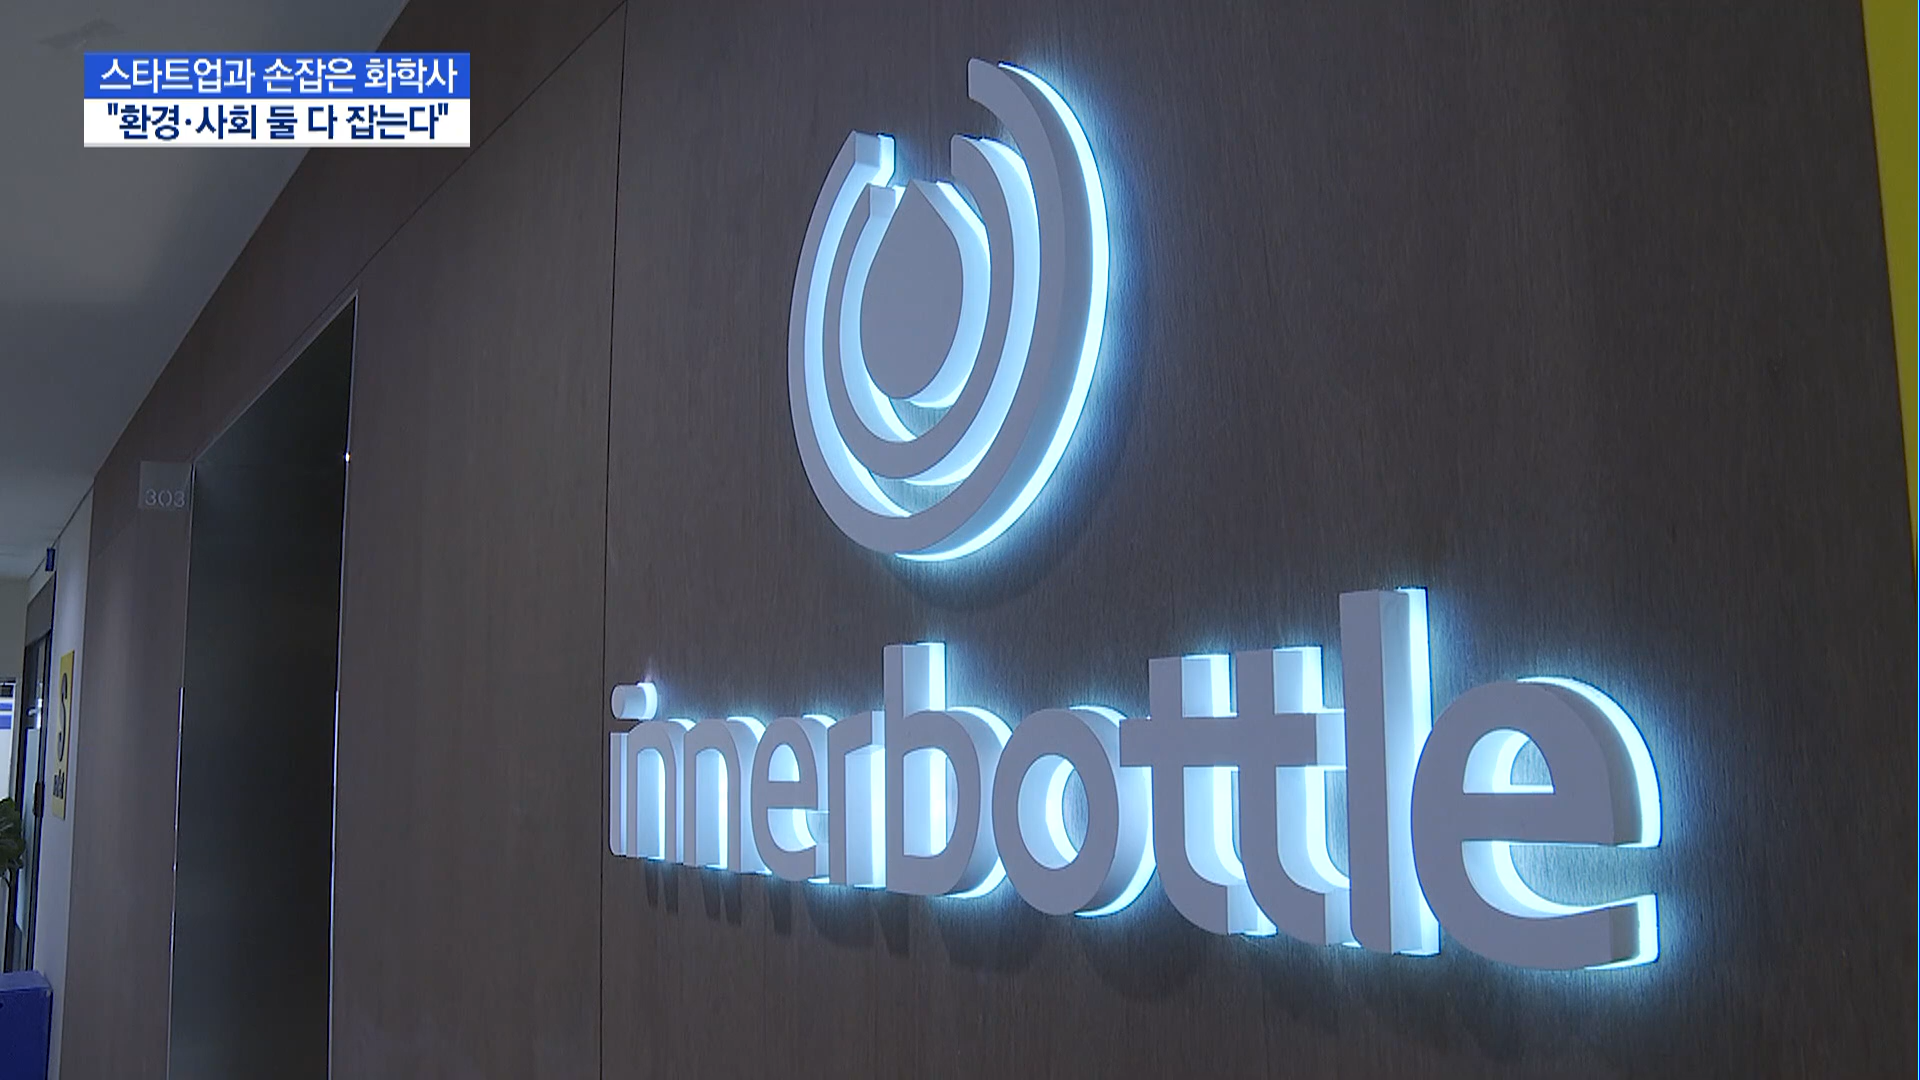 스타트업과 손잡은 화학사
"환경·사회 둘 다 잡는다"
303
S
innerbottle